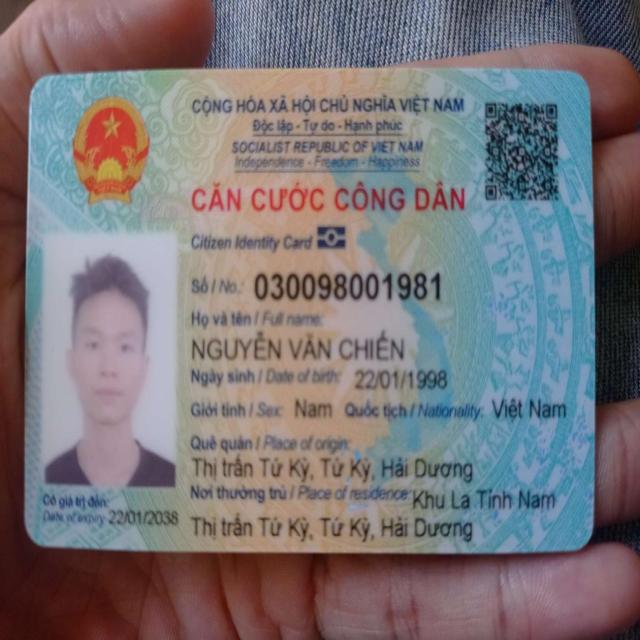 CỘNG HÒA XÃ HỘI CHỦ NGHĨA VIỆT NAM
Độc lập - Tự do - Hạnh phúc
SOCIALIST REPUBLIC OF VIET NAM
Independence - Freedom - Happiness
CĂN CƯỚC CÔNG DÂN
Citizen Identity Card
Số / No.: 030098001981
Họ và tên / Full name:
NGUYỄN VĂN CHIẾN
Ngày sinh / Date of birth: 22/01/1998
Giới tính / Sex: Nam Quốc tịch / Nationality: Việt Nam
Quê quán / Place of origin:
Thị trấn Tứ Kỳ, Tứ Kỳ, Hải Dương
Nơi thường trú / Place of residence: Khu La Tỉnh Nam
Thị trấn Tứ Kỳ, Tứ Kỳ, Hải Dương
Có giá trị đến:
Date of expiry: 22/01/2038